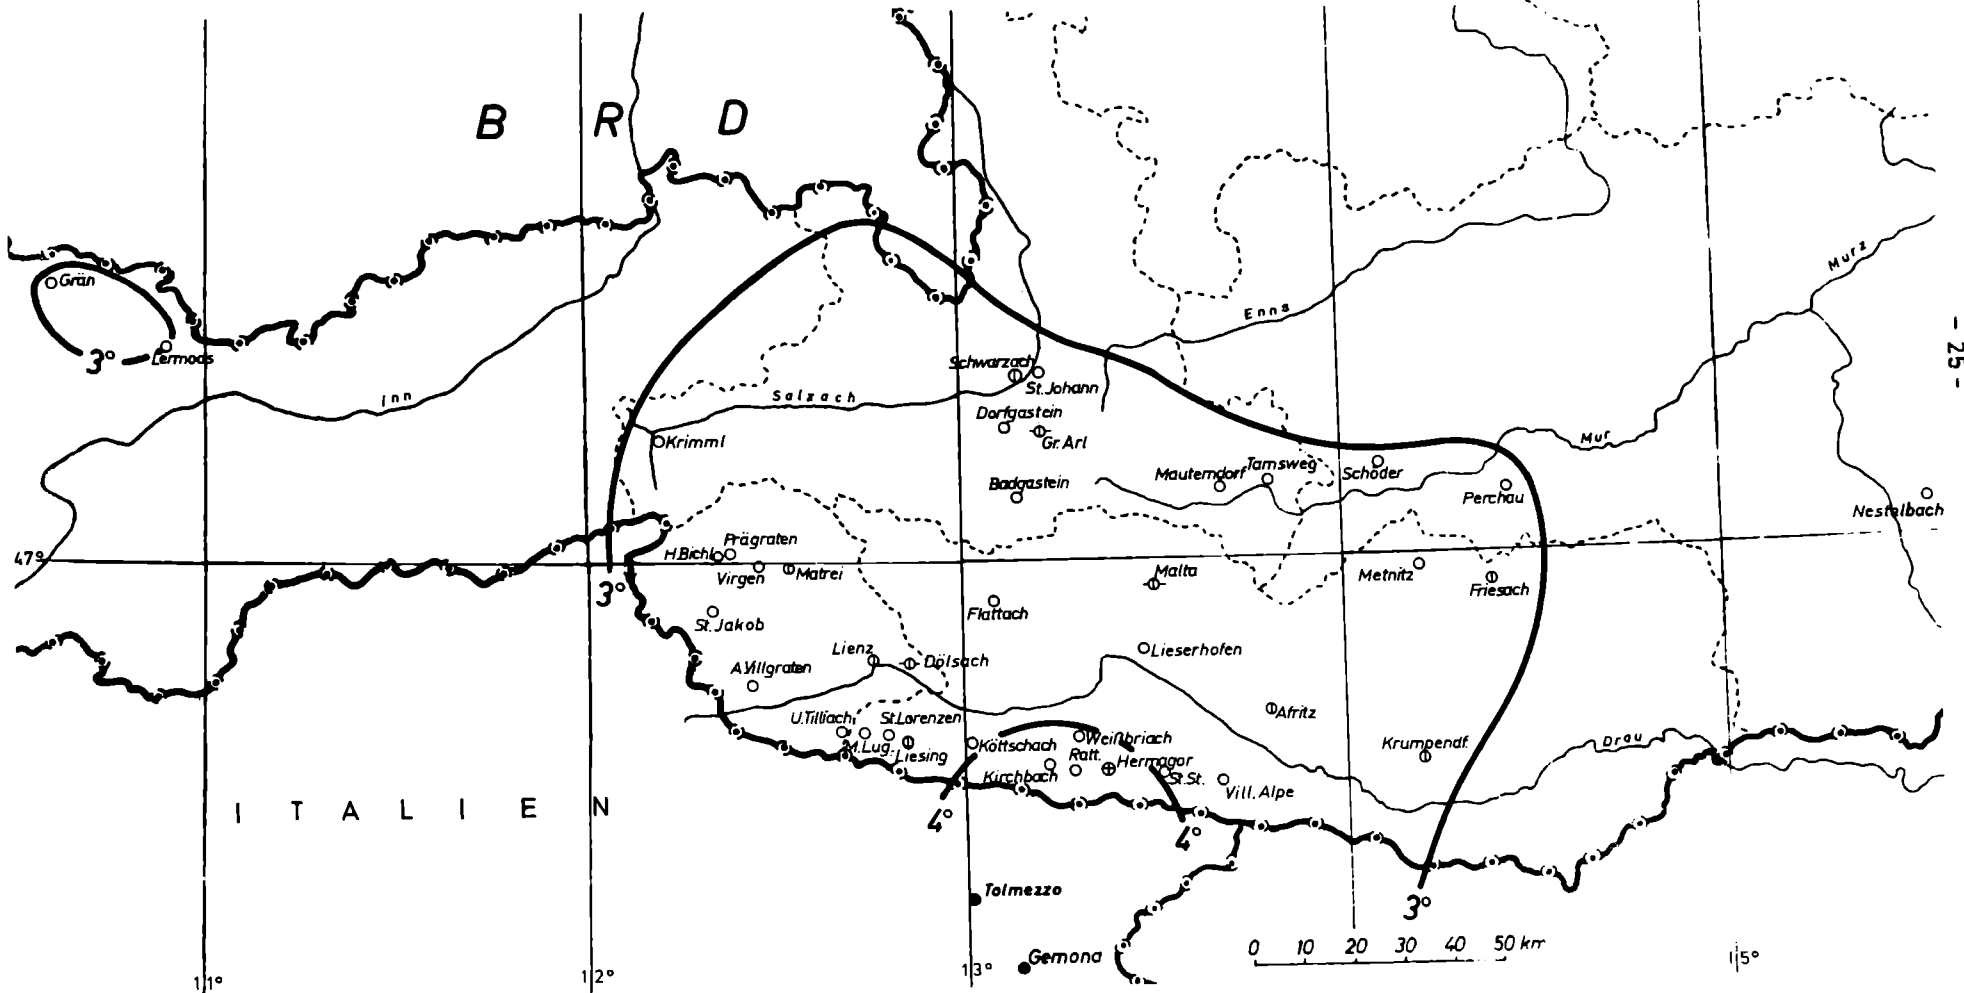 B R D
Grän
3°
Lermoos
Inn
Murz
Enns
- 25 -
Schwarzach
St. Johann
Salzach
Dorfgastein
Gr. Arl
Krimml
Mur
Badgastein
Mauterndorf
Tamsweg
Schöder
Perchau
Nestelbach
47°
Prägraten
H.Bichl
Virgen
Matrei
Malta
Metnitz
Friesach
3°
Flattach
St. Jakob
Lienz
Dölsach
Lieserhofen
A.Villgraten
U.Tilliach
St.Lorenzen
Afritz
M.Lug.
Liesing
Köttschach
Weißbriach
Krumpendf.
Drau
Ratt.
Hermagor
Kirchbach
St.St.
Vill. Alpe
I T A L I E N
4°
4°
Tolmezzo
3°
Gemona
0 10 20 30 40 50 km
11°
12°
13°
15°